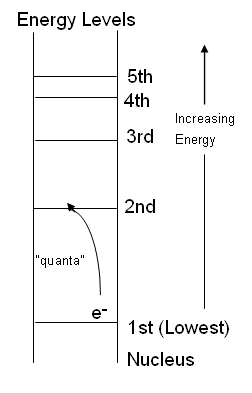 Energy Levels
5th
4th
Increasing
Energy
3rd
2nd
"quanta"
e-
1st (Lowest)
Nucleus